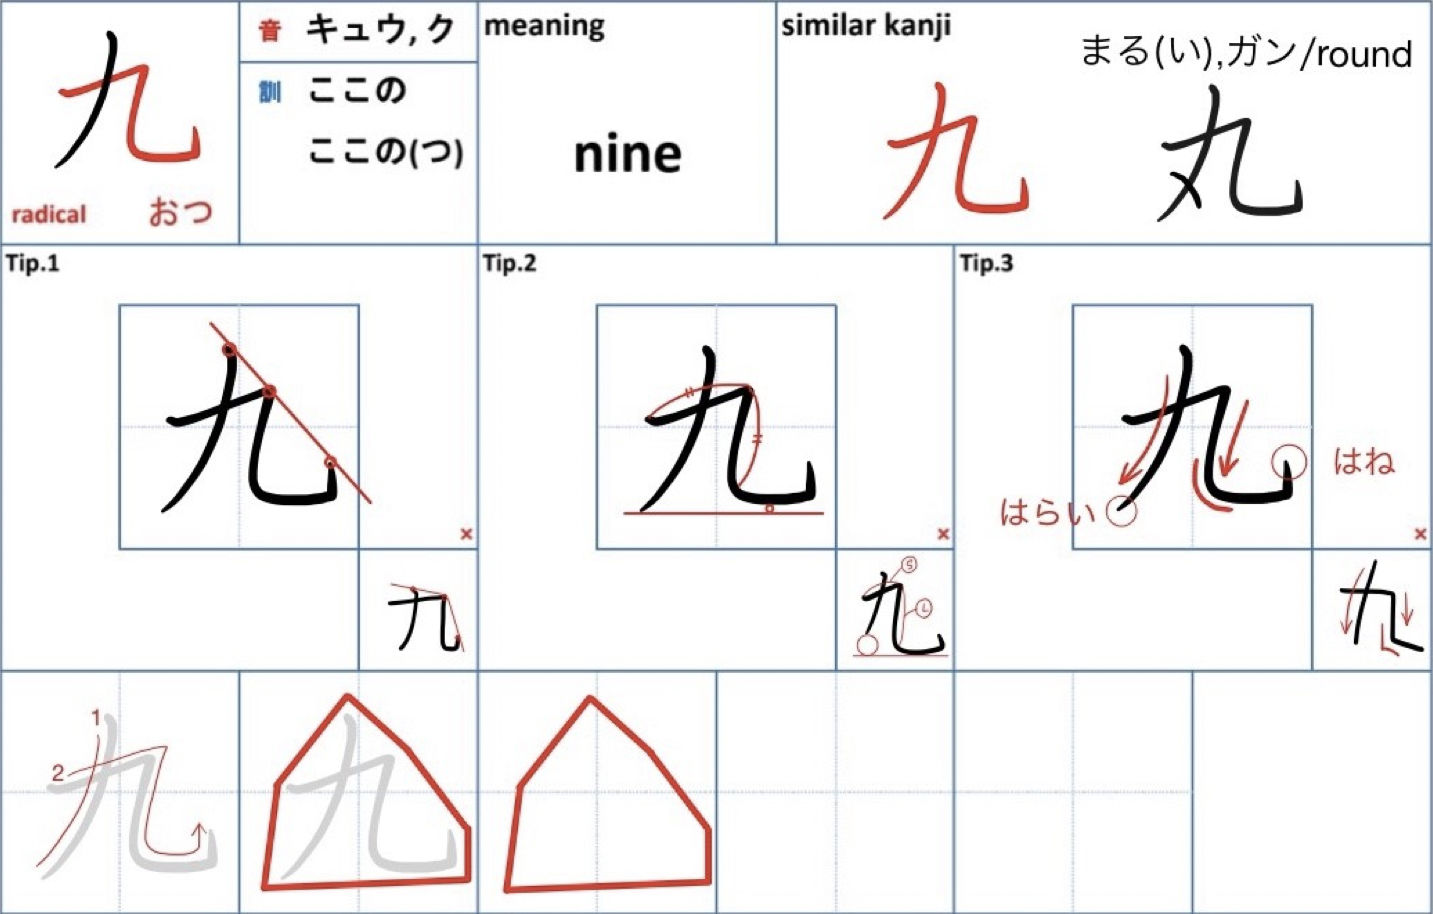 九
radical おつ
音 キュウ, ク
訓 ここの
ここの(つ)
meaning
nine
similar kanji
まる(い),ガン/round
九 丸
Tip.1
九
×
九
Tip.2
九
×
九
S
L
Tip.3
九
はね
はらい
×
九
1
2
九
九